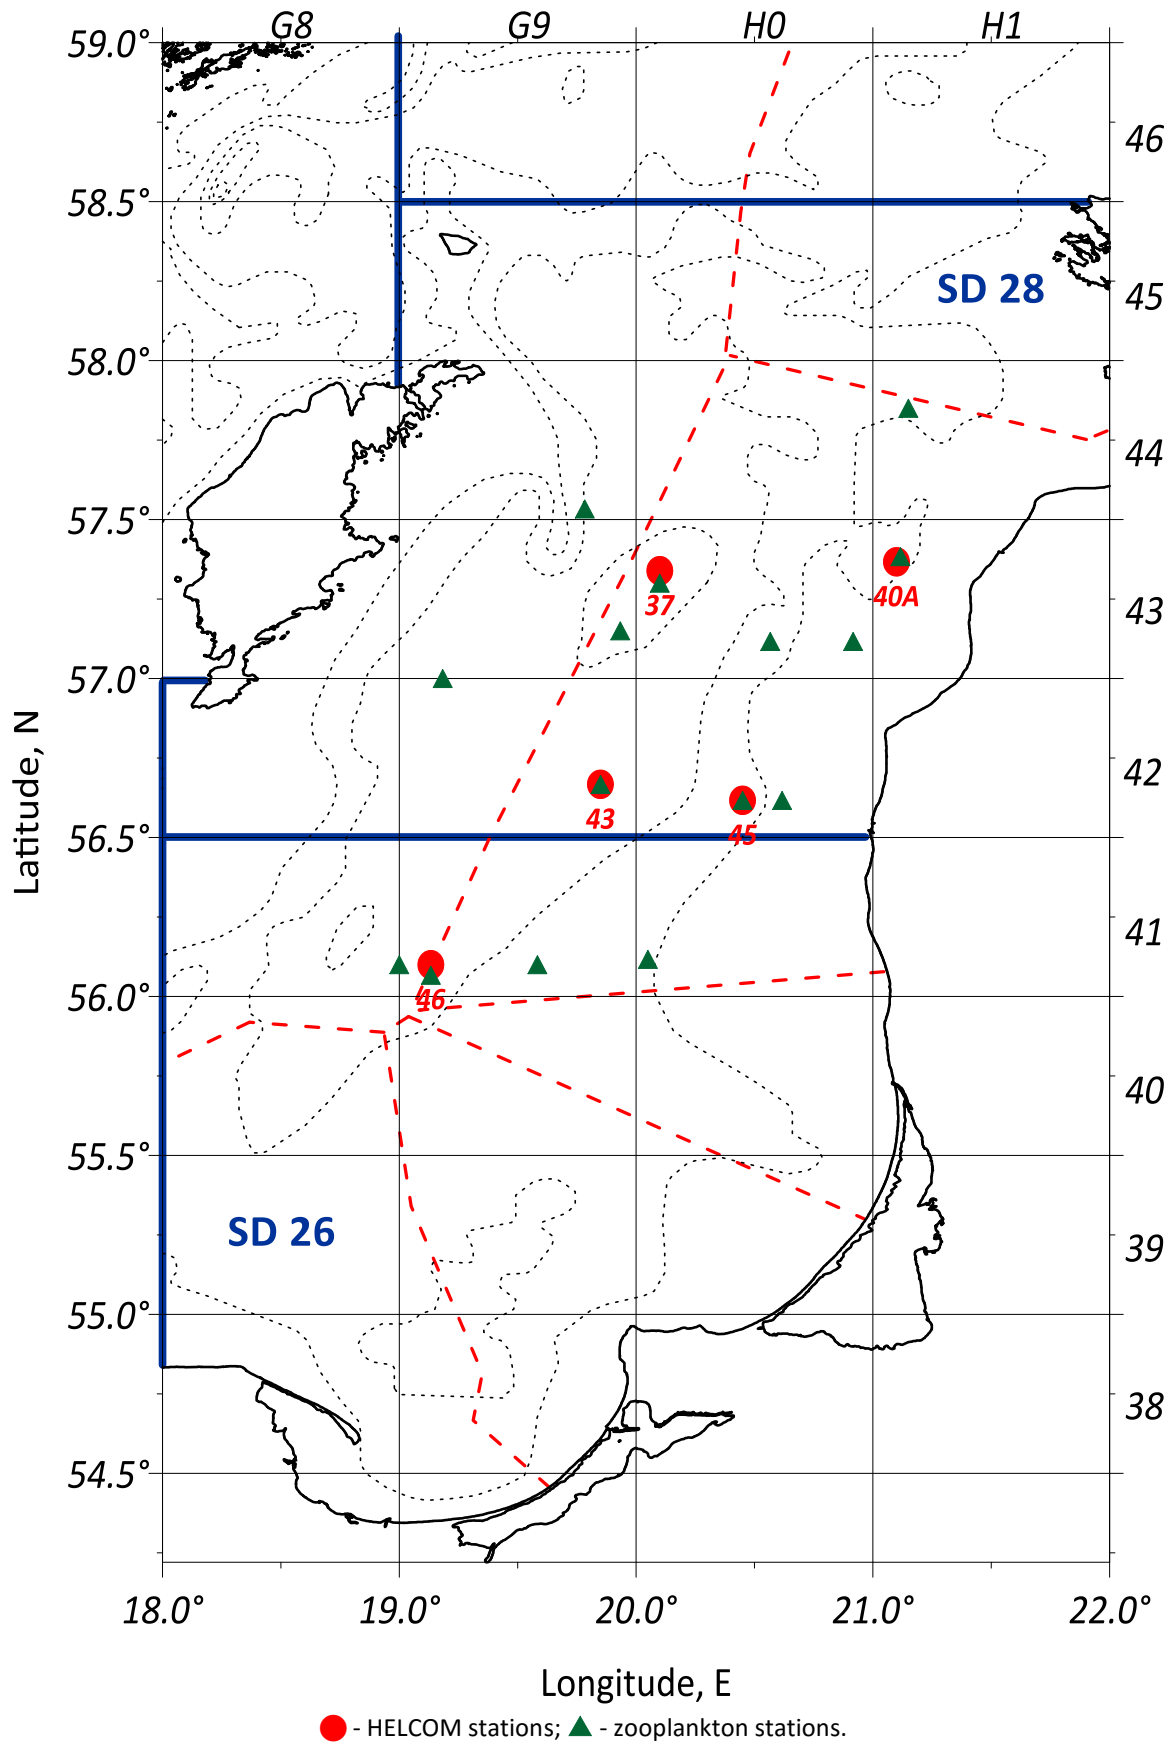 G8 G9 H0 H1
59.0°
46
58.5°
SD 28
45
58.0°
44
57.5°
37
40A
43
57.0°
42
43
45
56.5°
41
46
56.0°
40
55.5°
SD 26
39
55.0°
38
54.5°
Latitude, N
18.0° 19.0° 20.0° 21.0° 22.0°
Longitude, E
- HELCOM stations; - zooplankton stations.